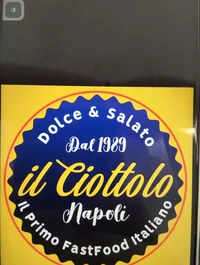 Dolce & Salato
Dal 1989
il Ciottolo
Napoli
Il Primo FastFood Italiano